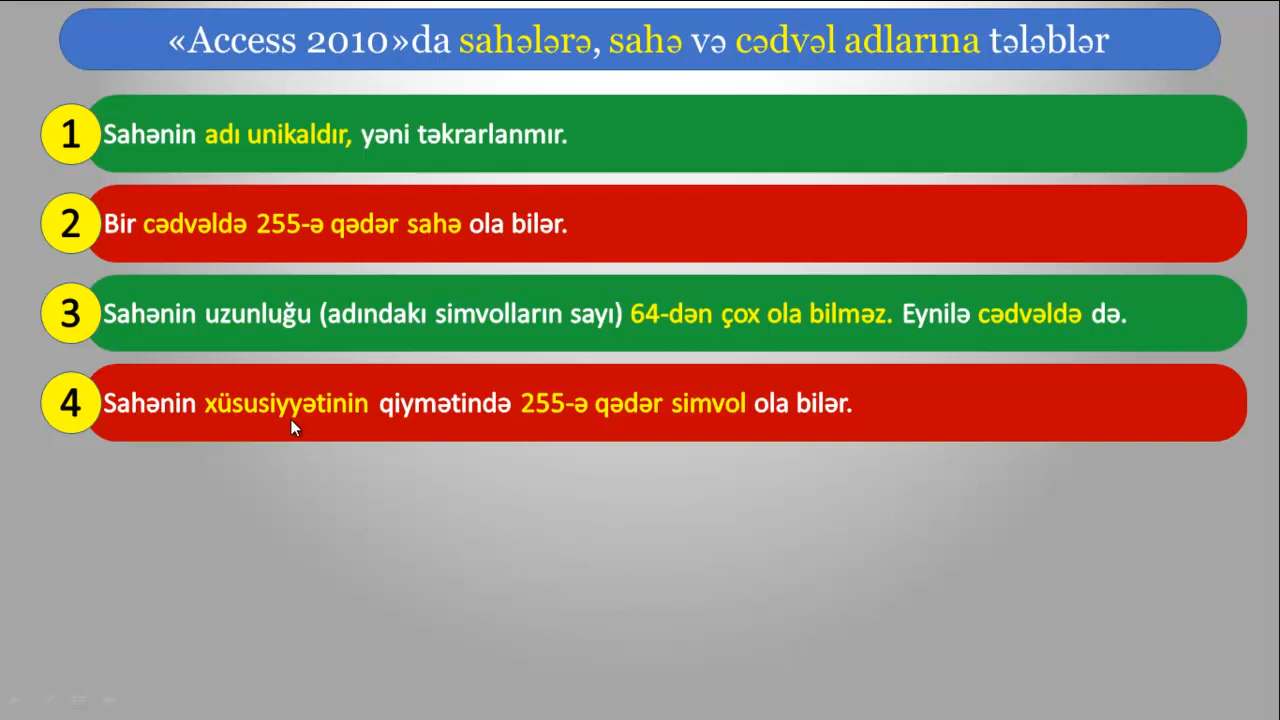 «Access 2010»da sahələrə, sahə və cədvəl adlarına tələblər
1 Sahənin adı unikaldır, yəni təkrarlanmır.
2 Bir cədvəldə 255-ə qədər sahə ola bilər.
3 Sahənin uzunluğu (adındakı simvolların sayı) 64-dən çox ola bilməz. Eynilə cədvəldə də.
4 Sahənin xüsusiyyətinin qiymətində 255-ə qədər simvol ola bilər.